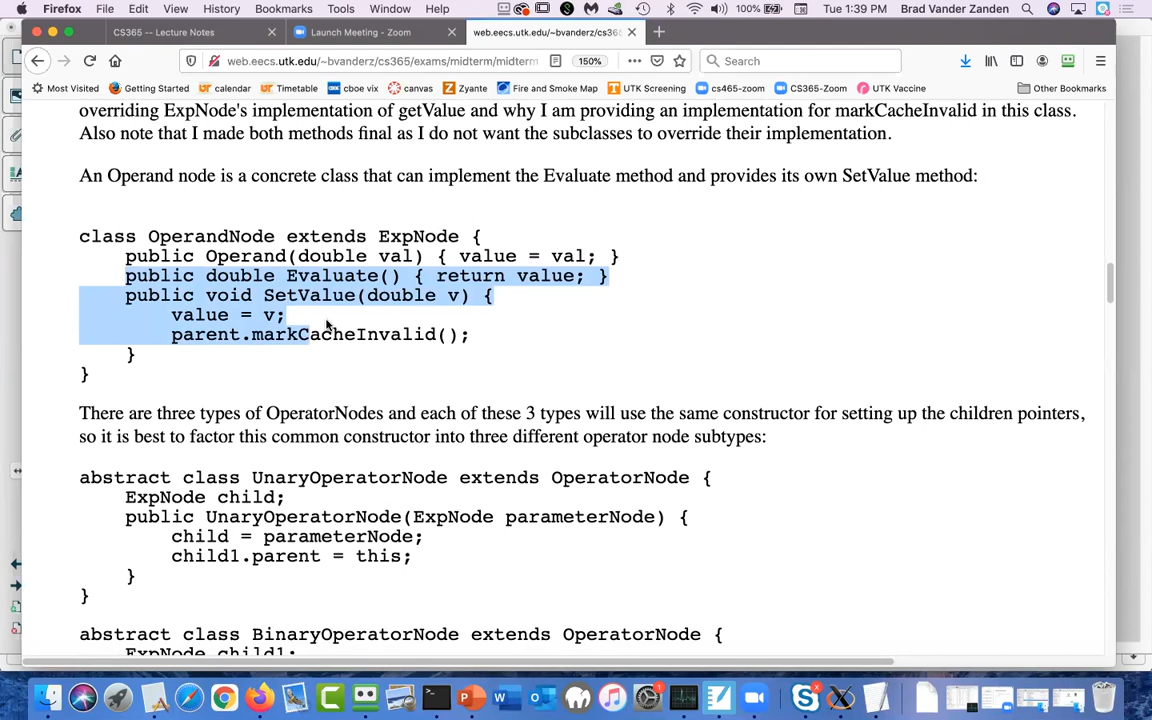 Firefox File Edit View History Bookmarks Tools Window Help 100% Tue 1:39 PM Brad Vander Zanden
CS365 -- Lecture Notes Launch Meeting - Zoom web.eecs.utk.edu/~bvanderz/cs365
web.eecs.utk.edu/~bvanderz/cs365/exams/midterm/midterm 150% Search
Most Visited Getting Started calutran Timetable cboe vix Zyante Fire and Smoke Map UTK Screening cs465-zoom CS365-Zoom UTK Vaccine Other Bookmarks
overriding ExpNode's implementation of getValue and why I am providing an implementation for markCacheInvalid in this class.
Also note that I made both methods final as I do not want the subclasses to override their implementation.
An Operand node is a concrete class that can implement the Evaluate method and provides its own SetValue method:
class OperandNode extends ExpNode {
public Operand(double val) { value = val; }
public double Evaluate() { return value; }
public void SetValue(double v) {
value = v;
parent.markCacheInvalid();
}
}
There are three types of OperatorNodes and each of these 3 types will use the same constructor for setting up the children pointers,
so it is best to factor this common constructor into three different operator node subtypes:
abstract class UnaryOperatorNode extends OperatorNode {
ExpNode child;
public UnaryOperatorNode(ExpNode parameterNode) {
child = parameterNode;
child1.parent = this;
}
}
abstract class BinaryOperatorNode extends OperatorNode {
ExpNode child1;